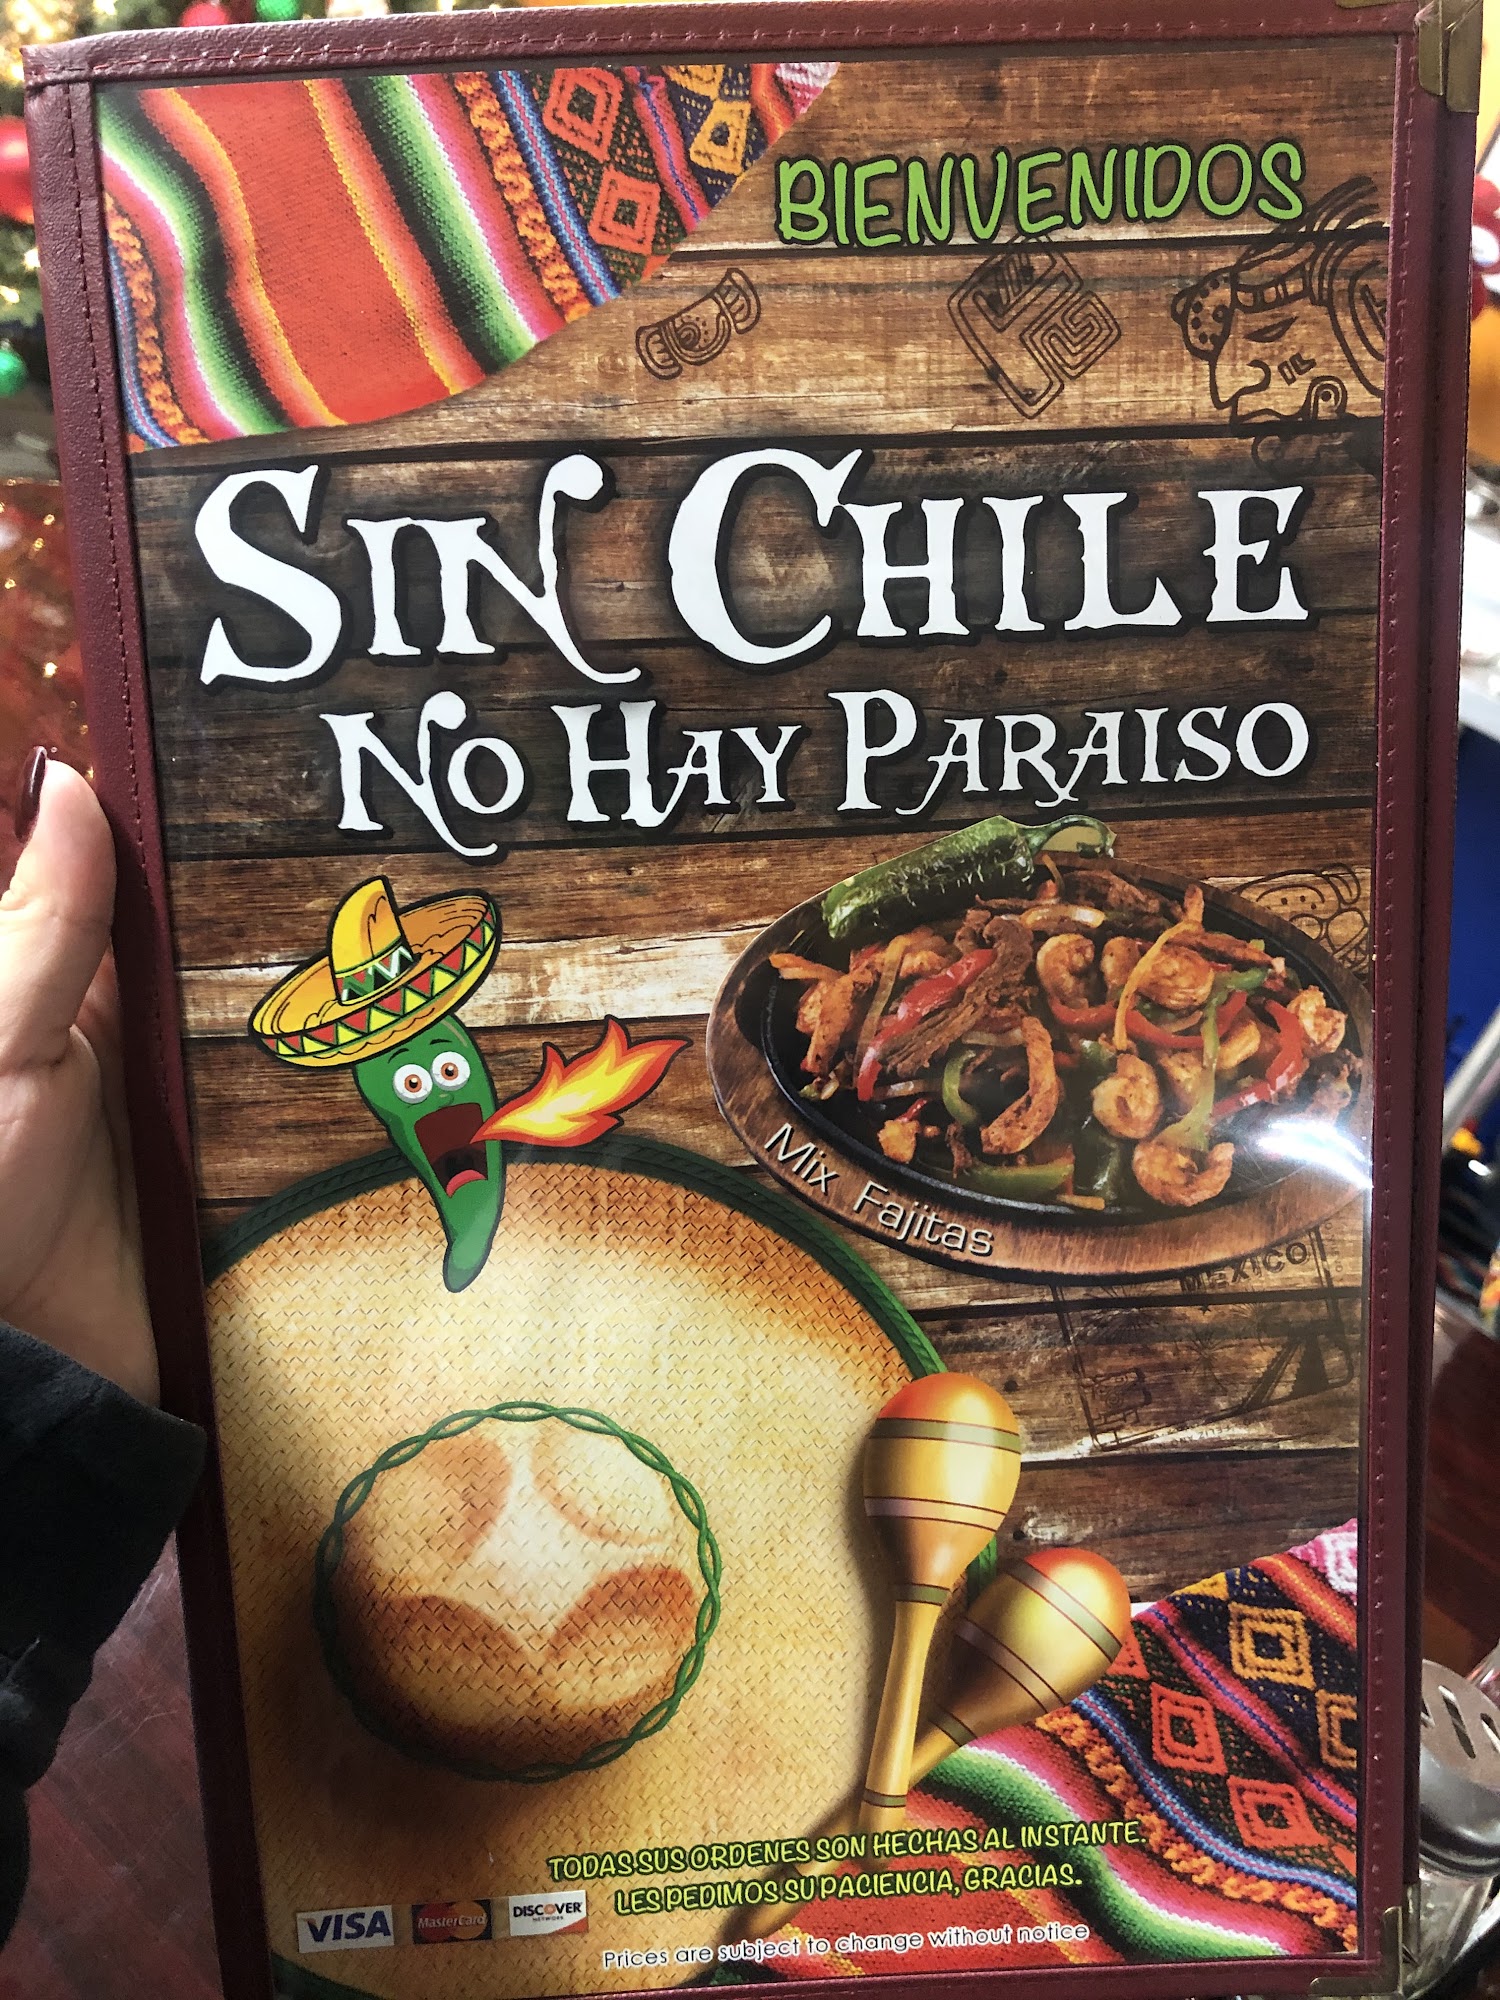 BIENVENIDOS
SIN CHILE
NO HAY PARAISO
Mix Fajitas
MEXICO
TODAS SUS ORDENES SON HECHAS AL INSTANTE.
LES PEDIMOS SU PACIENCIA, GRACIAS.
VISA
MasterCard
DISCOVER
NETWORK
Prices are subject to change without notice